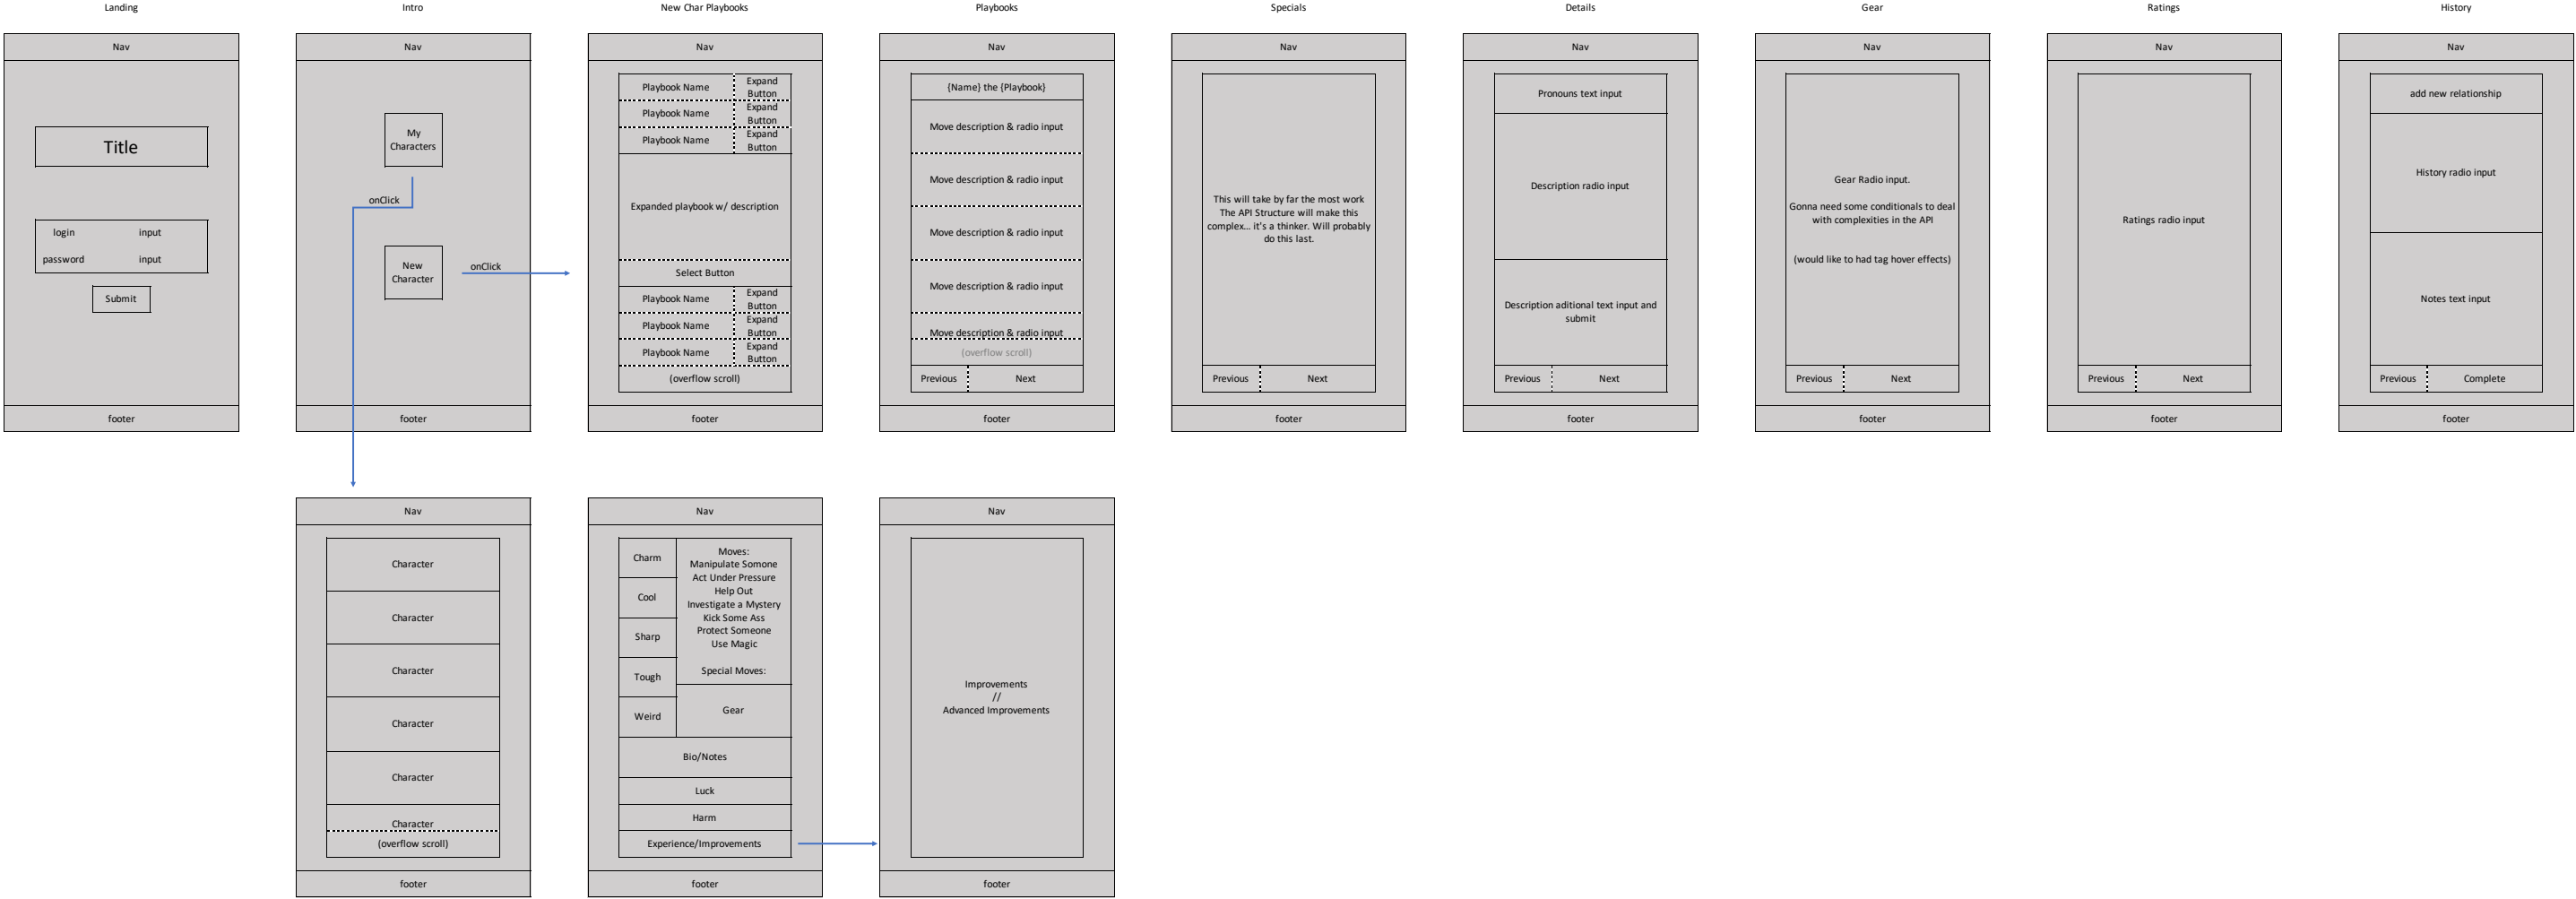 Landing
Intro
New Char Playbooks
Playbooks
Specials
Details
Gear
Ratings
History
Nav
Title
login
input
password
input
Submit
footer
Nav
My
Characters
onClick
New
Character
onClick
footer
Nav
Playbook Name
Expand
Button
Playbook Name
Expand
Button
Playbook Name
Expand
Button
Expanded playbook w/ description
Select Button
Playbook Name
Expand
Button
Playbook Name
Expand
Button
Playbook Name
Expand
Button
(overflow scroll)
footer
Nav
{Name} the {Playbook}
Move description & radio input
Move description & radio input
Move description & radio input
Move description & radio input
Move description & radio input
(overflow scroll)
Previous
Next
footer
Nav
This will take by far the most work
The API Structure will make this
complex… it's a thinker. Will probably
do this last.
Previous
Next
footer
Nav
Pronouns text input
Description radio input
Description aditional text input and
submit
Previous
Next
footer
Nav
Gear Radio input.
Gonna need some conditionals to deal
with complexities in the API
(would like to had tag hover effects)
Previous
Next
footer
Nav
Ratings radio input
Previous
Next
footer
Nav
add new relationship
History radio input
Notes text input
Previous
Complete
footer
Nav
Character
Character
Character
Character
Character
Character
(overflow scroll)
footer
Nav
Charm
Cool
Sharp
Tough
Weird
Moves:
Manipulate Somone
Act Under Pressure
Help Out
Investigate a Mystery
Kick Some Ass
Protect Someone
Use Magic
Special Moves:
Gear
Bio/Notes
Luck
Harm
Experience/Improvements
footer
Nav
Improvements
//
Advanced Improvements
footer